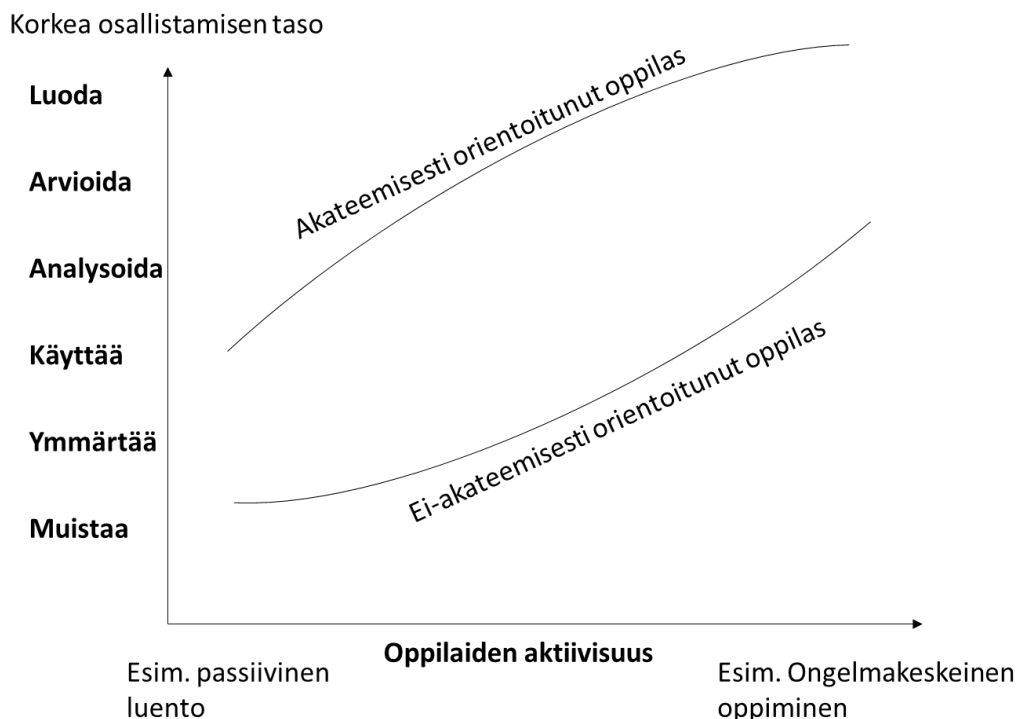 Korkea osallistamisen taso
Luoda
Arvioida
Analysoida
Käyttää
Ymmärtää
Muistaa
Akateemisesti orientoitunut oppilas
Ei-akateemisesti orientoitunut oppilas
Oppilaiden aktiivisuus
Esim. passiivinen
luento
Esim. Ongelmakeskeinen
oppiminen